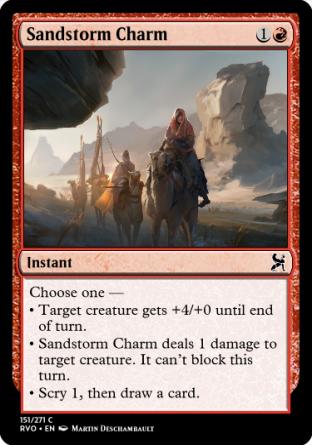 Sandstorm Charm 1
Instant
Choose one —
• Target creature gets +4/+0 until end
of turn.
• Sandstorm Charm deals 1 damage to
target creature. It can't block this
turn.
• Scry 1, then draw a card.
151/271 C
RVO • EN Martin Deschambault